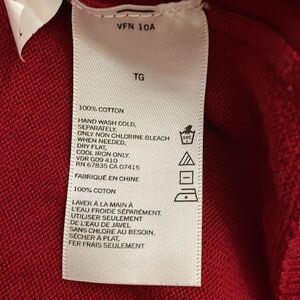 VFN 10A
TG
100% COTTON
HAND WASH COLD,
SEPARATELY,
ONLY NON CHLORINE BLEACH
WHEN NEEDED,
DRY FLAT,
COOL IRON ONLY.
VDR G09 410
RN 67835 CA 07415
FABRIQUÉ EN CHINE
100% COTON
LAVER À LA MAIN À
L'EAU FROIDE SÉPARÉMENT.
UTILISER SEULEMENT
DE L'EAU DE JAVEL
SANS CHLORE AU BESOIN.
SÉCHER À PLAT,
FER FRAIS SEULEMENT